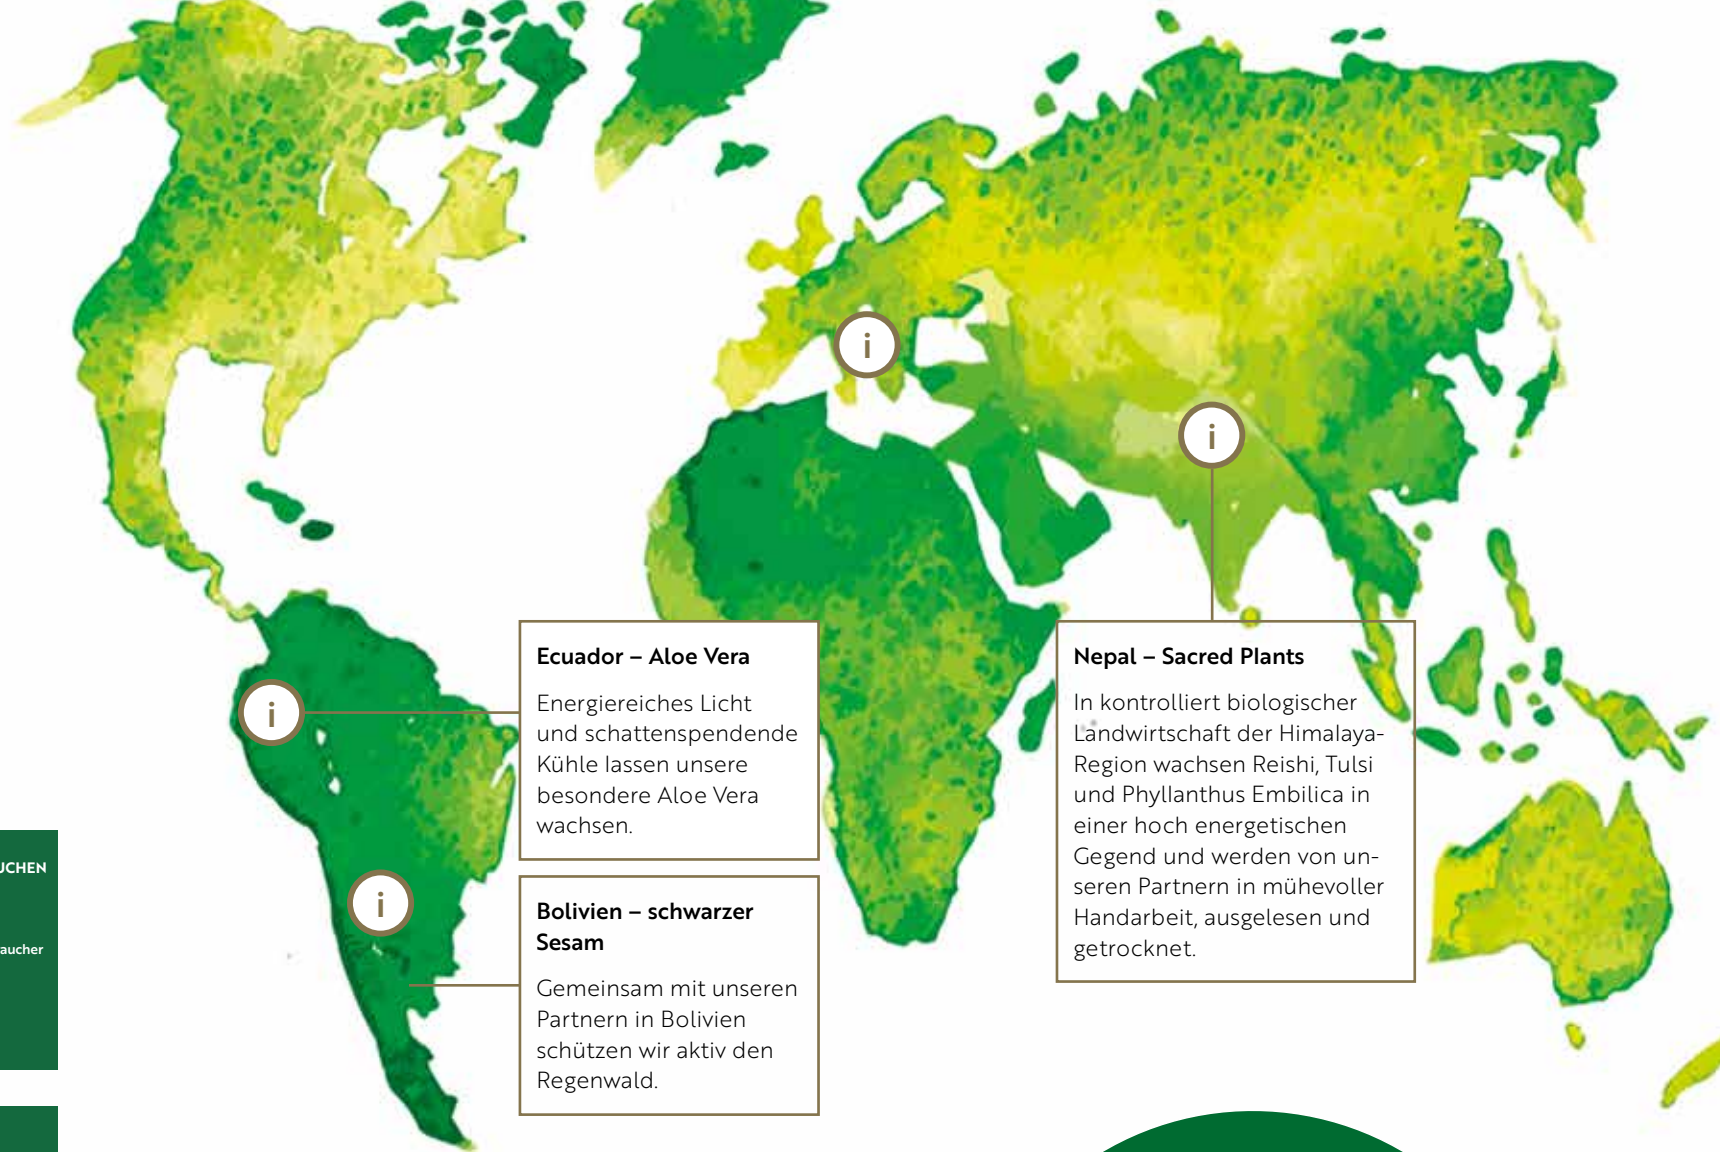 i
i
i
i
Ecuador – Aloe Vera
Energiereiches Licht
und schattenspendende
Kühle lassen unsere
besondere Aloe Vera
wachsen.
Bolivien – schwarzer
Sesam
Gemeinsam mit unseren
Partnern in Bolivien
schützen wir aktiv den
Regenwald.
Nepal – Sacred Plants
In kontrolliert biologischer
Landwirtschaft der Himalaya-
Region wachsen Reishi, Tulsi
und Phyllanthus Embilica in
einer hoch energetischen
Gegend und werden von un-
seren Partnern in mühevoller
Handarbeit, ausgelesen und
getrocknet.